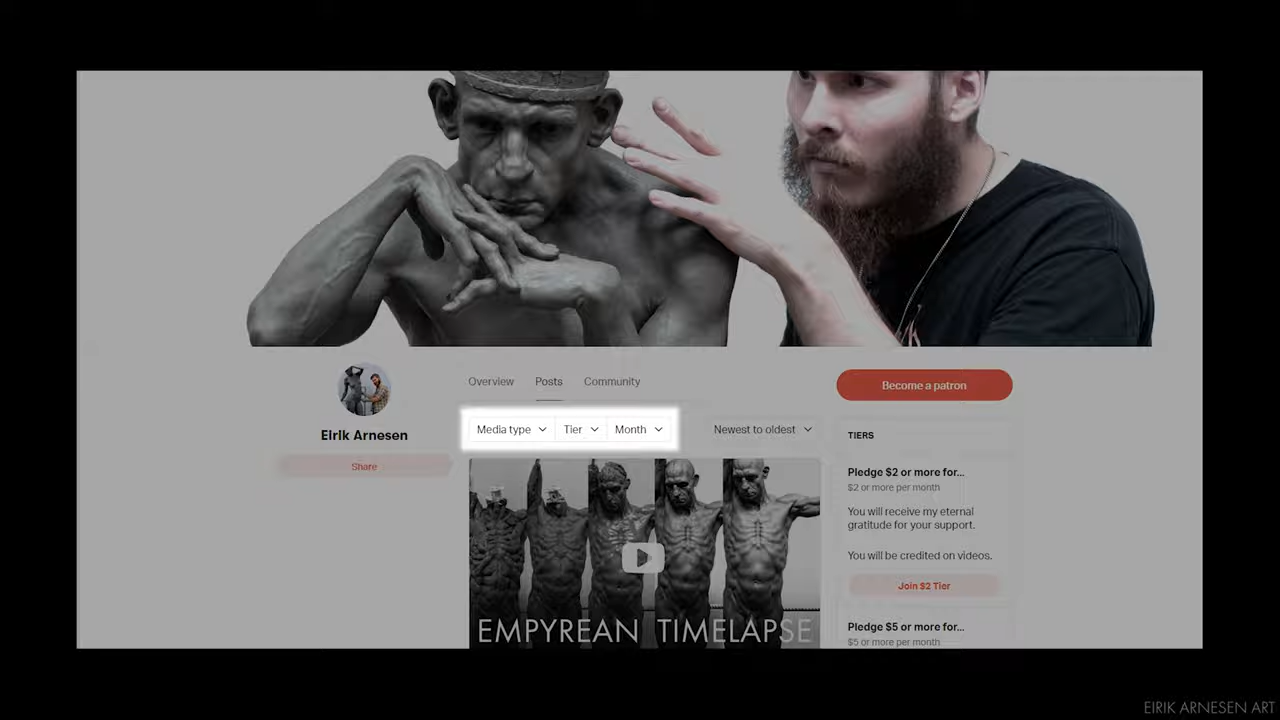 Overview Posts Community
Become a patron
Eirik Arnesen
Share
Media type Tier Month
Newest to oldest
EMPYREAN TIMELAPSE
TIERS
Pledge $2 or more for...
$2 or more per month
You will receive my eternal
gratitude for your support.
You will be credited on videos.
Join $2 Tier
Pledge $5 or more for...
$5 or more per month
EIRIK ARNESEN ART